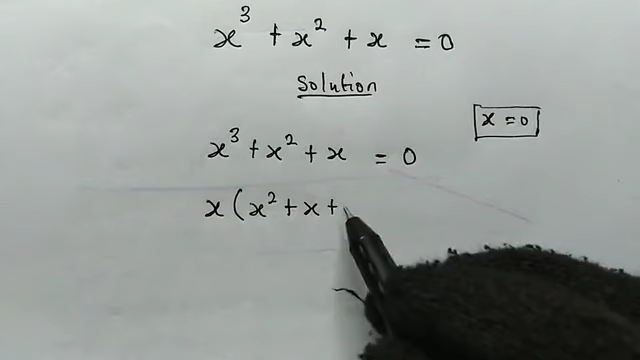 x³ + x² + x = 0
Solution
x = 0
x³ + x² + x = 0
x (x² + x +